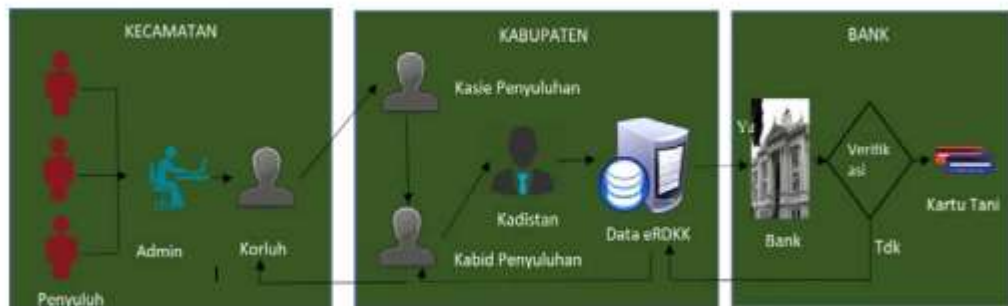 KECAMATAN
Penyuluh
Admin
Korluh
KABUPATEN
Kasie Penyuluhan
Kadistan
Kabid Penyuluhan
Data eRDKK
BANK
Ya
Bank
Verifik
asi
Tdk
Kartu Tani